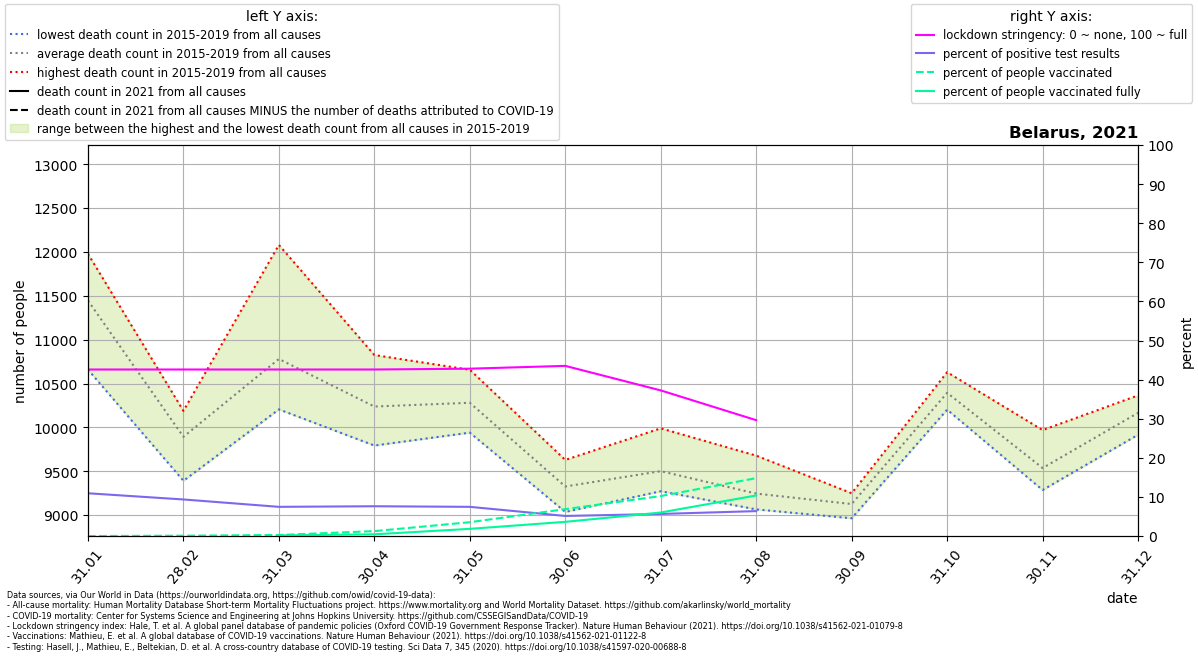 left Y axis:
lowest death count in 2015-2019 from all causes
average death count in 2015-2019 from all causes
highest death count in 2015-2019 from all causes
death count in 2021 from all causes
death count in 2021 from all causes MINUS the number of deaths attributed to COVID-19
range between the highest and the lowest death count from all causes in 2015-2019
right Y axis:
lockdown stringency: 0 ~ none, 100 ~ full
percent of positive test results
percent of people vaccinated
percent of people vaccinated fully
Belarus, 2021
number of people
13000
12500
12000
11500
11000
10500
10000
9500
9000
100
90
80
70
60
50
40
30
20
10
0
percent
31.01
28.02
31.03
30.04
31.05
30.06
31.07
31.08
30.09
31.10
30.11
31.12
date
Data sources, via Our World in Data (https://ourworldindata.org, https://github.com/owid/covid-19-data):
- All-cause mortality: Human Mortality Database Short-term Mortality Fluctuations project. https://www.mortality.org and World Mortality Dataset. https://github.com/akarlinsky/world_mortality
- COVID-19 mortality: Center for Systems Science and Engineering at Johns Hopkins University. https://github.com/CSSEGISandData/COVID-19
- Lockdown stringency index: Hale, T. et al. A global panel database of pandemic policies (Oxford COVID-19 Government Response Tracker). Nature Human Behaviour (2021). https://doi.org/10.1038/s41562-021-01079-8
- Vaccinations: Mathieu, E. et al. A global database of COVID-19 vaccinations. Nature Human Behaviour (2021). https://doi.org/10.1038/s41562-021-01122-8
- Testing: Hasell, J., Mathieu, E., Beltekian, D. et al. A cross-country database of COVID-19 testing. Sci Data 7, 345 (2020). https://doi.org/10.1038/s41597-020-00688-8